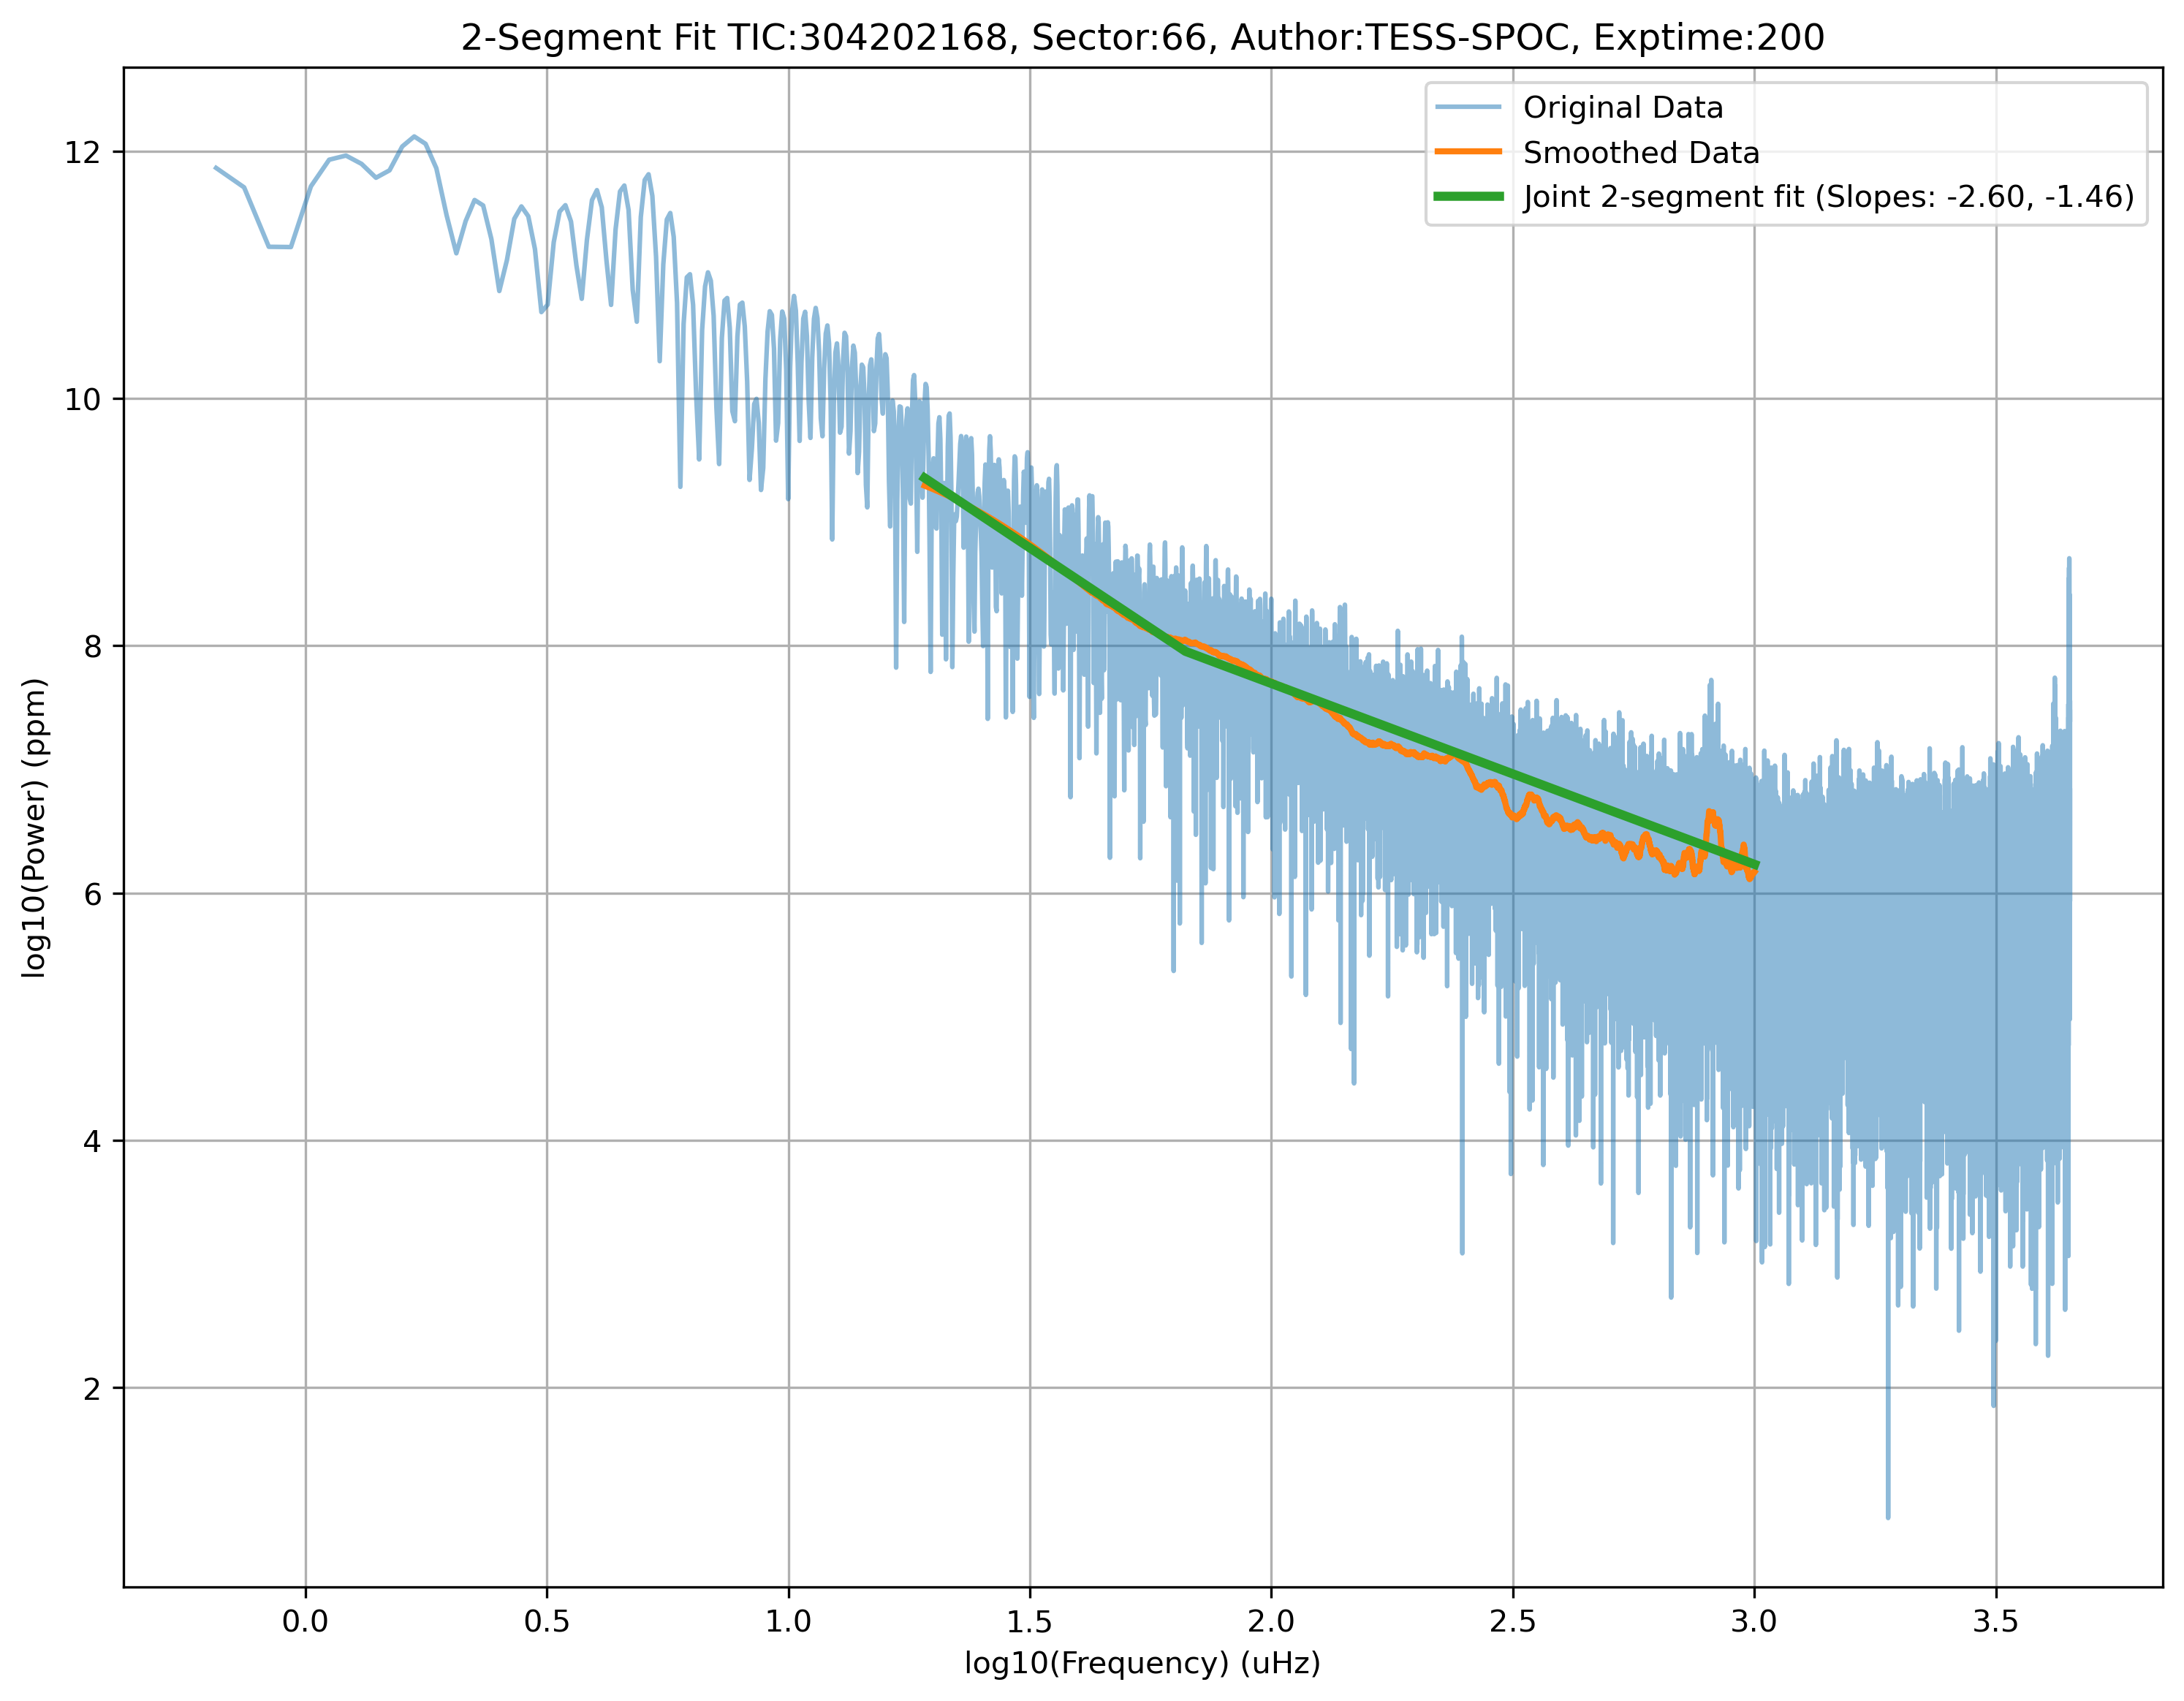 2-Segment Fit TIC:304202168, Sector:66, Author:TESS-SPOC, Exptime:200
Original Data
Smoothed Data
Joint 2-segment fit (Slopes: -2.60, -1.46)
12
10
8
6
4
2
log10(Power) (ppm)
0.0 0.5 1.0 1.5 2.0 2.5 3.0 3.5
log10(Frequency) (uHz)